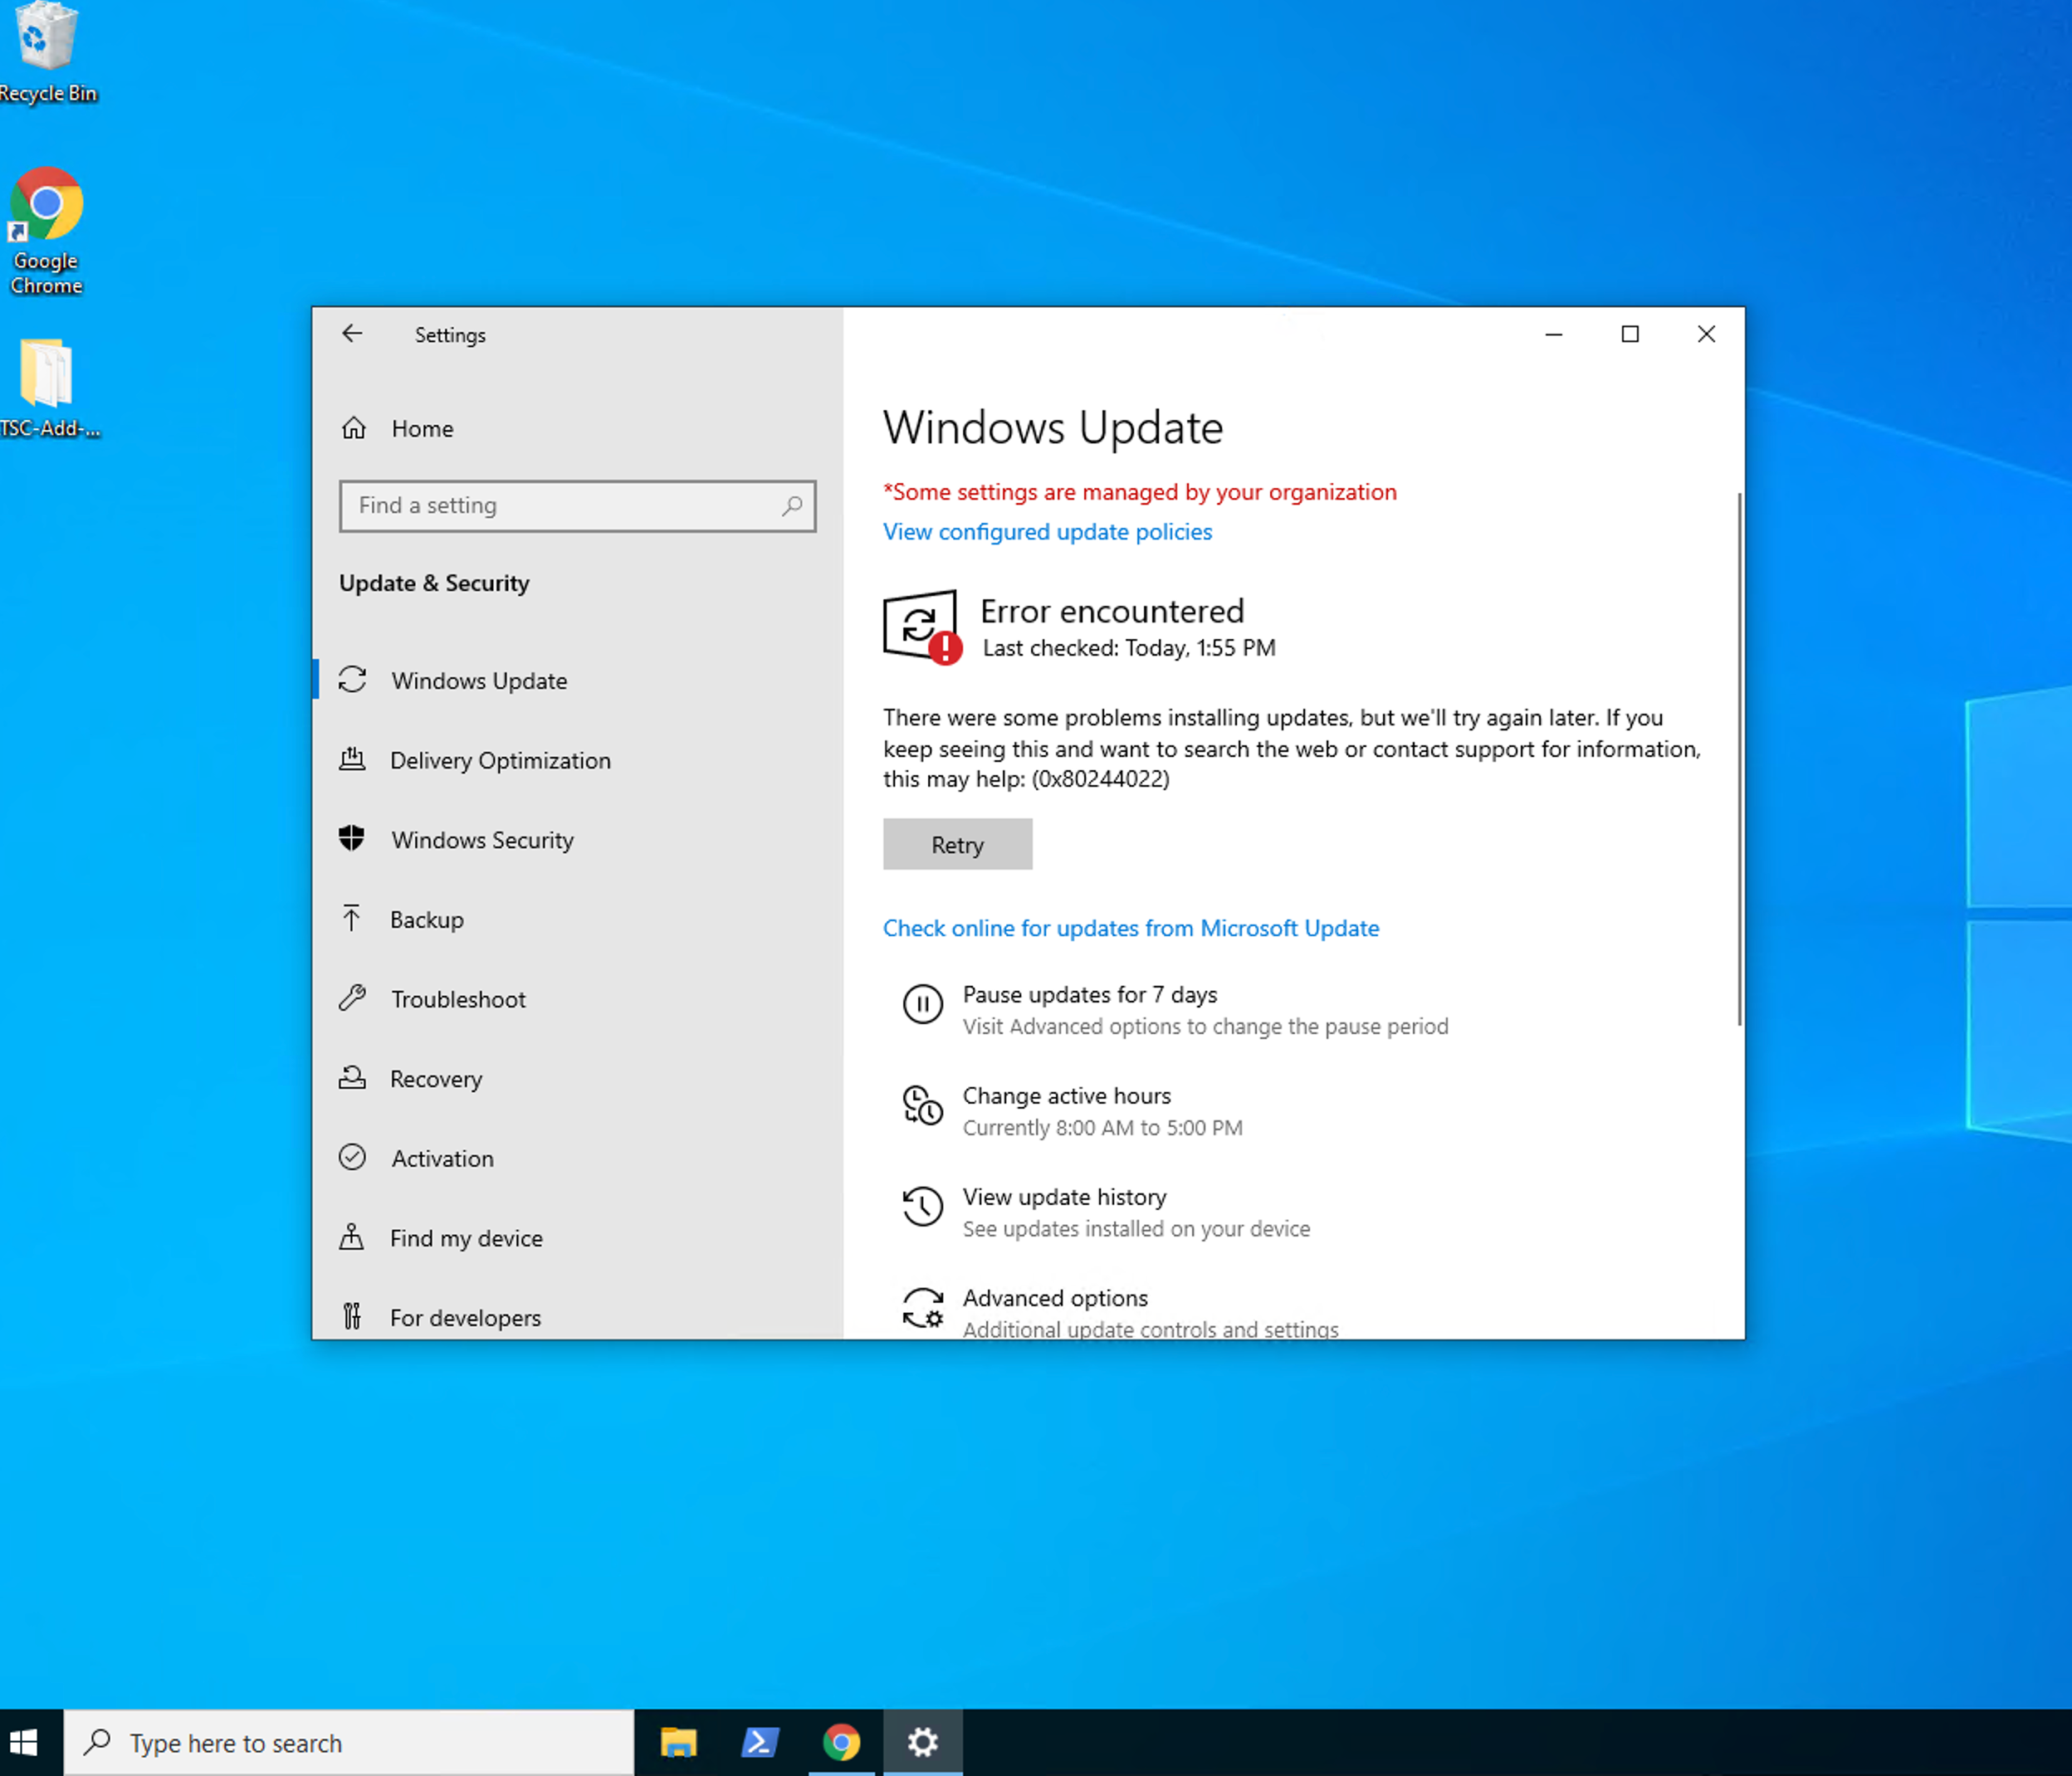 Recycle Bin
Google
Chrome
TSC-Add-...
Settings
Home
Find a setting
Update & Security
Windows Update
Delivery Optimization
Windows Security
Backup
Troubleshoot
Recovery
Activation
Find my device
For developers
Windows Update
*Some settings are managed by your organization
View configured update policies
Error encountered
Last checked: Today, 1:55 PM
There were some problems installing updates, but we'll try again later. If you
keep seeing this and want to search the web or contact support for information,
this may help: (0x80244022)
Retry
Check online for updates from Microsoft Update
Pause updates for 7 days
Visit Advanced options to change the pause period
Change active hours
Currently 8:00 AM to 5:00 PM
View update history
See updates installed on your device
Advanced options
Additional update controls and settings
Type here to search